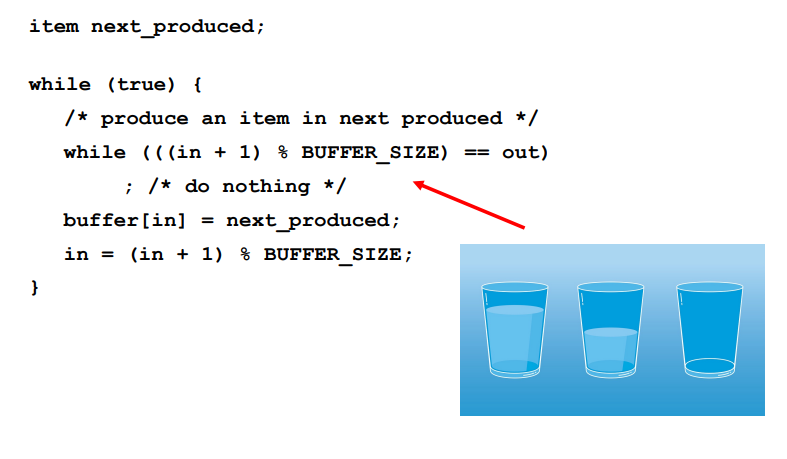 item next_produced;
while (true) {
/* produce an item in next produced */
while (((in + 1) % BUFFER_SIZE) == out)
; /* do nothing */
buffer[in] = next_produced;
in = (in + 1) % BUFFER_SIZE;
}